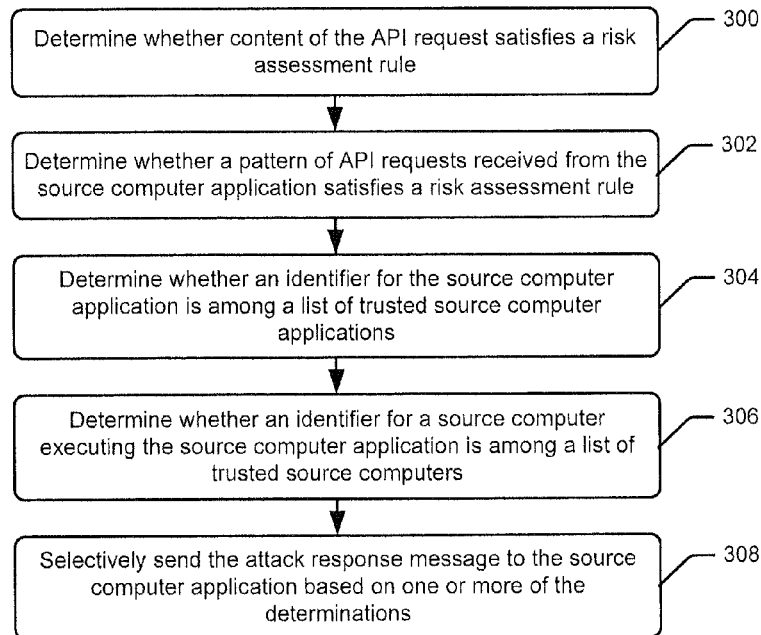 Determine whether content of the API request satisfies a risk
assessment rule
300
Determine whether a pattern of API requests received from the
source computer application satisfies a risk assessment rule
302
Determine whether an identifier for the source computer
application is among a list of trusted source computer
applications
304
Determine whether an identifier for a source computer
executing the source computer application is among a list of
trusted source computers
306
Selectively send the attack response message to the source
computer application based on one or more of the
determinations
308